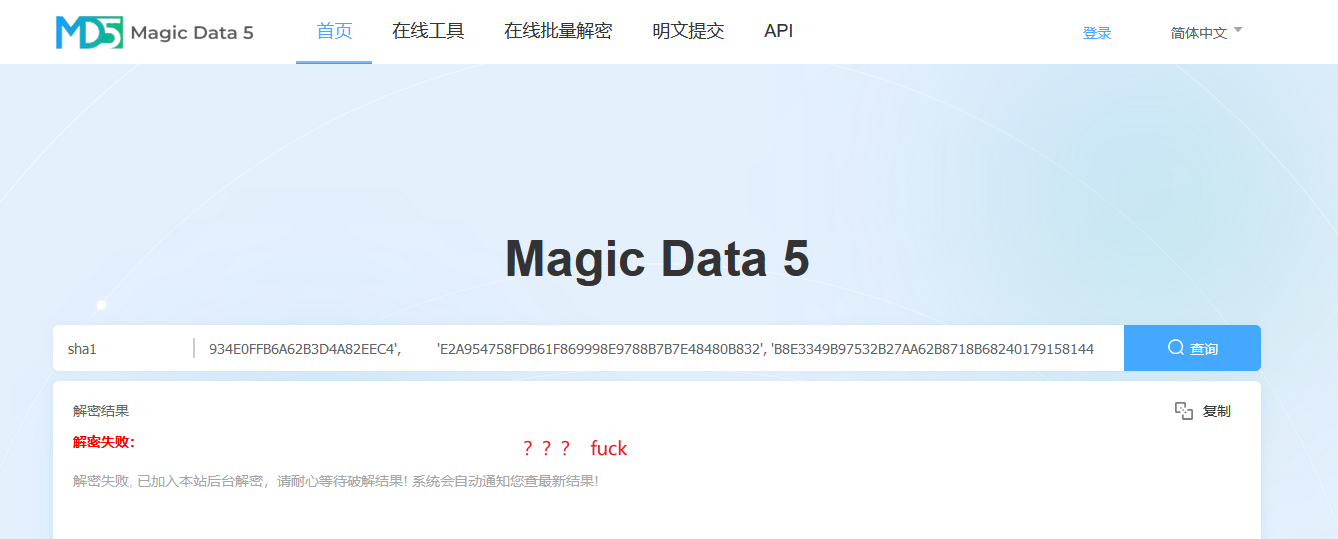 MD5 Magic Data 5 首页 在线工具 在线批量解密 明文提交 API 登录 简体中文
Magic Data 5
sha1 934E0FFB6A62B3D4A82EEC4', 'E2A954758FDB61F869998E9788B7B7E48480B832', 'B8E3349B97532B27AA62B8718B68240179158144 查询
解密结果 复制
解密失败:
？？？ fuck
解密失败, 已加入本站后台解密，请耐心等待破解结果! 系统会自动通知您查最新结果!